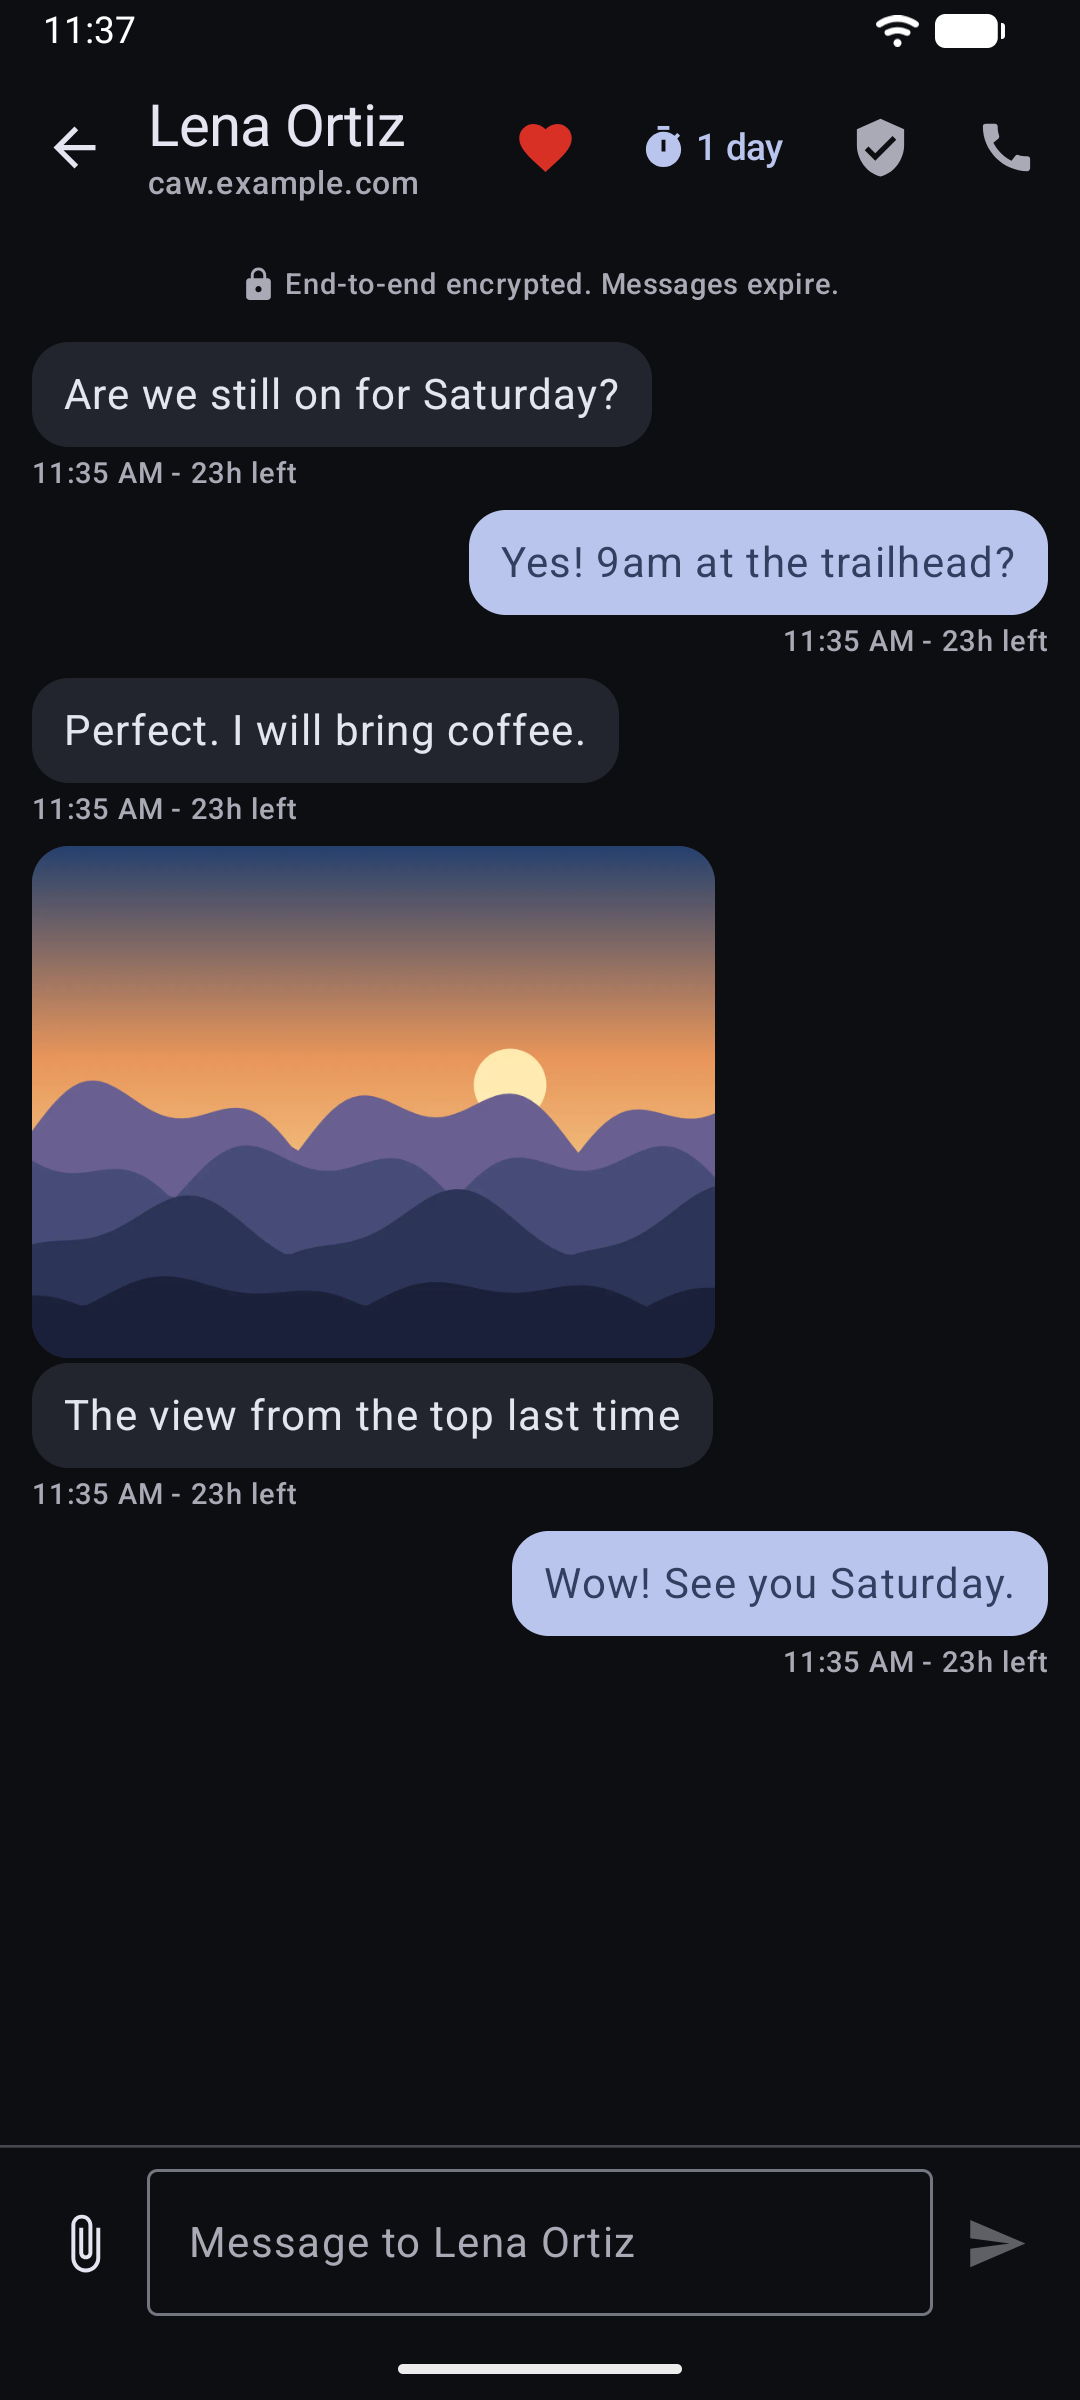 11:37
Lena Ortiz
caw.example.com
1 day
End-to-end encrypted. Messages expire.
Are we still on for Saturday?
11:35 AM - 23h left
Yes! 9am at the trailhead?
11:35 AM - 23h left
Perfect. I will bring coffee.
11:35 AM - 23h left
The view from the top last time
11:35 AM - 23h left
Wow! See you Saturday.
11:35 AM - 23h left
Message to Lena Ortiz